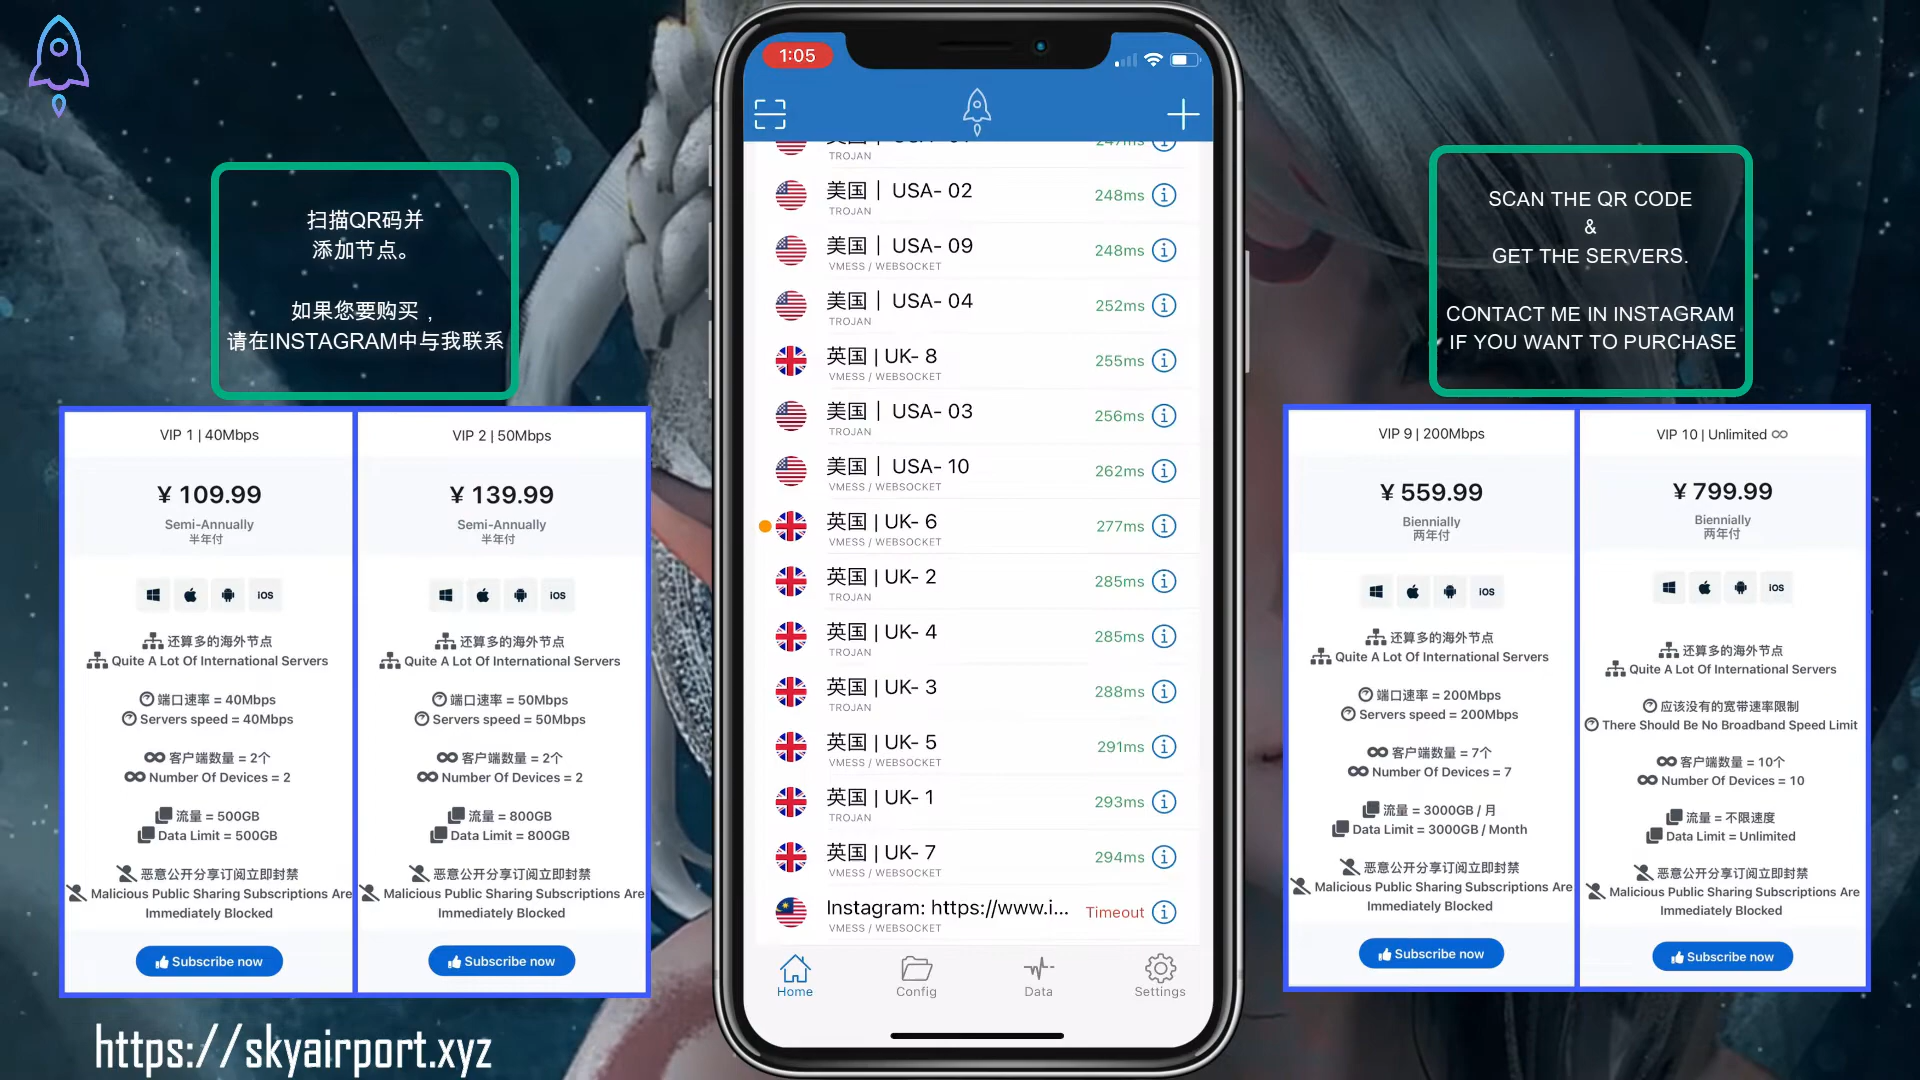 扫描QR码并
添加节点。
如果您要购买，
请在INSTAGRAM中与我联系
VIP 1 | 40Mbps
¥ 109.99
Semi-Annually
半年付
iOS
还算多的海外节点
Quite A Lot Of International Servers
端口速率 = 40Mbps
Servers speed = 40Mbps
客户端数量 = 2个
Number Of Devices = 2
流量 = 500GB
Data Limit = 500GB
恶意公开分享订阅立即封禁
Malicious Public Sharing Subscriptions Are
Immediately Blocked
Subscribe now
VIP 2 | 50Mbps
¥ 139.99
Semi-Annually
半年付
iOS
还算多的海外节点
Quite A Lot Of International Servers
端口速率 = 50Mbps
Servers speed = 50Mbps
客户端数量 = 2个
Number Of Devices = 2
流量 = 800GB
Data Limit = 800GB
恶意公开分享订阅立即封禁
Malicious Public Sharing Subscriptions Are
Immediately Blocked
Subscribe now
https://skyairport.xyz
1:05
247ms
TROJAN
美国 | USA- 02
248ms
TROJAN
美国 | USA- 09
248ms
VMESS / WEBSOCKET
美国 | USA- 04
252ms
TROJAN
英国 | UK- 8
255ms
VMESS / WEBSOCKET
美国 | USA- 03
256ms
TROJAN
美国 | USA- 10
262ms
VMESS / WEBSOCKET
英国 | UK- 6
277ms
VMESS / WEBSOCKET
英国 | UK- 2
285ms
TROJAN
英国 | UK- 4
285ms
TROJAN
英国 | UK- 3
288ms
TROJAN
英国 | UK- 5
291ms
VMESS / WEBSOCKET
英国 | UK- 1
293ms
TROJAN
英国 | UK- 7
294ms
VMESS / WEBSOCKET
Instagram: https://www.i...
Timeout
VMESS / WEBSOCKET
Home
Config
Data
Settings
SCAN THE QR CODE
&
GET THE SERVERS.
CONTACT ME IN INSTAGRAM
IF YOU WANT TO PURCHASE
VIP 9 | 200Mbps
¥ 559.99
Biennially
两年付
iOS
还算多的海外节点
Quite A Lot Of International Servers
端口速率 = 200Mbps
Servers speed = 200Mbps
客户端数量 = 7个
Number Of Devices = 7
流量 = 3000GB / 月
Data Limit = 3000GB / Month
恶意公开分享订阅立即封禁
Malicious Public Sharing Subscriptions Are
Immediately Blocked
Subscribe now
VIP 10 | Unlimited ∞
¥ 799.99
Biennially
两年付
iOS
还算多的海外节点
Quite A Lot Of International Servers
应该没有的宽带速率限制
There Should Be No Broadband Speed Limit
客户端数量 = 10个
Number Of Devices = 10
流量 = 不限速度
Data Limit = Unlimited
恶意公开分享订阅立即封禁
Malicious Public Sharing Subscriptions Are
Immediately Blocked
Subscribe now